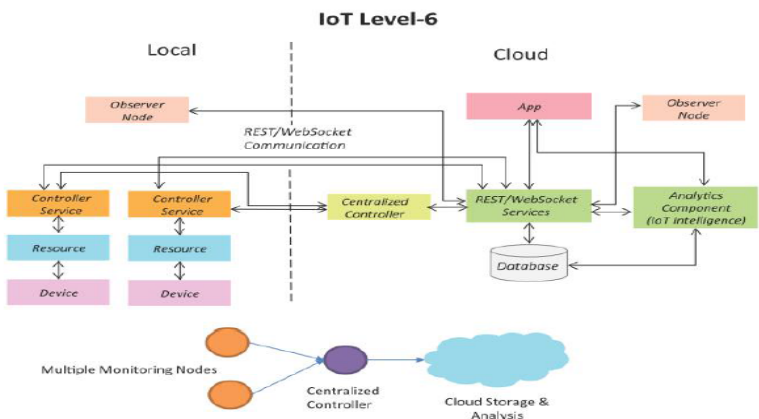 IoT Level-6
Local
Cloud
Observer
Node
App
Observer
Node
REST/WebSocket
Communication
Controller
Service
Controller
Service
Centralized
Controller
REST/WebSocket
Services
Analytics
Component
(IoT Intelligence)
Resource
Resource
Database
Device
Device
Multiple Monitoring Nodes
Centralized
Controller
Cloud Storage &
Analysis